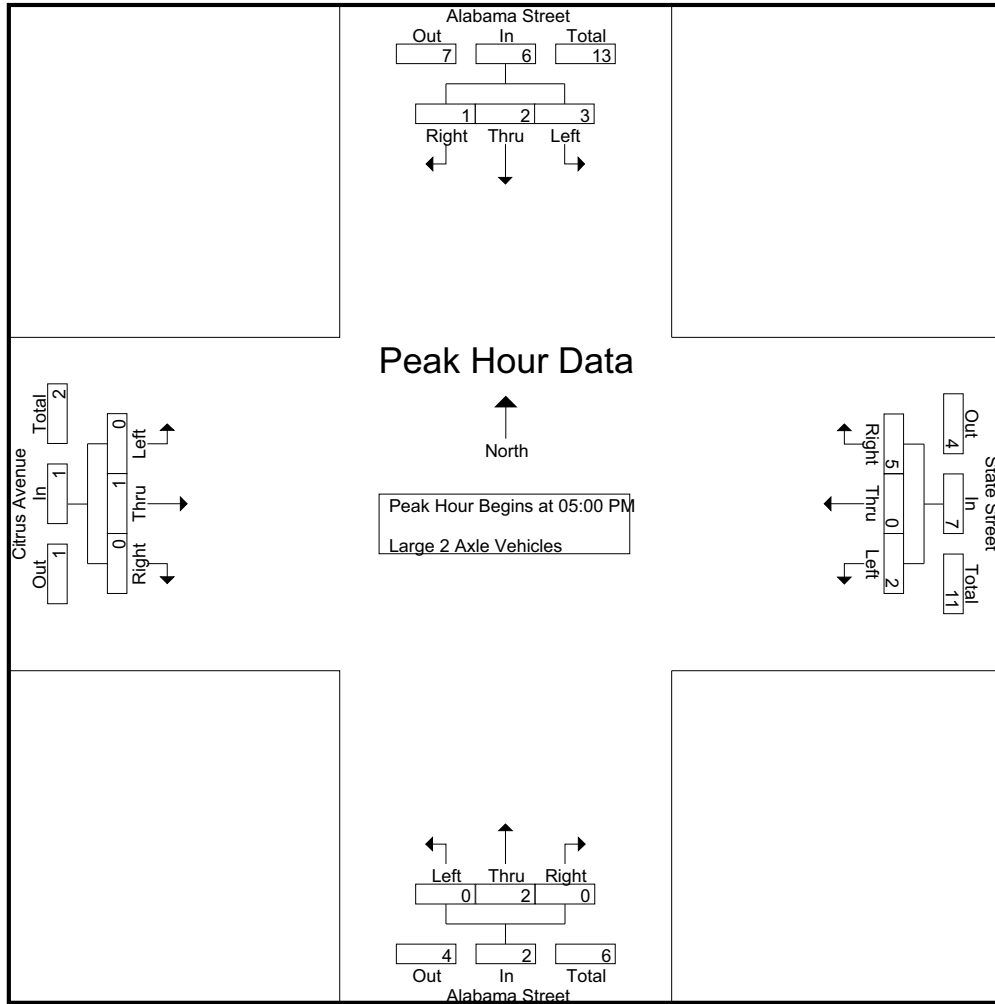 Alabama Street
Out In Total
7 6 13
1 2 3
Right Thru Left
Peak Hour Data
North
Peak Hour Begins at 05:00 PM
Large 2 Axle Vehicles
Citrus Avenue
Out In Total
1 1 2
0 1 0
Right Thru Left
State Street
Out In Total
4 7 11
5 0 2
Right Thru Left
Left Thru Right
0 2 0
4 2 6
Out In Total
Alabama Street